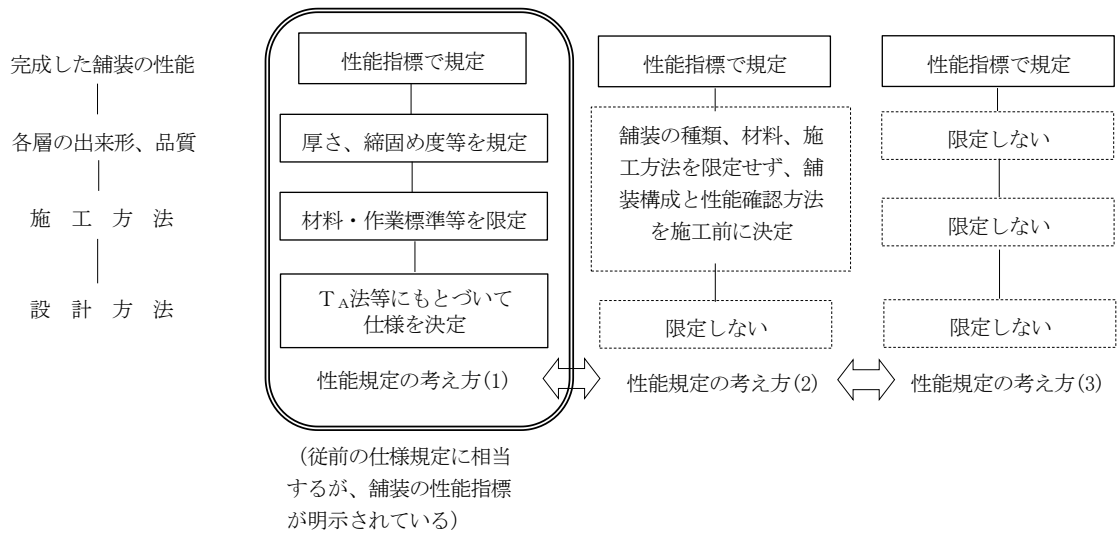 完成した舗装の性能
各層の出来形、品質
施　工　方　法
設　計　方　法
性能指標で規定
厚さ、締固め度等を規定
材料・作業標準等を限定
ＴA法等にもとづいて
仕様を決定
性能規定の考え方(1)
（従前の仕様規定に相当
するが、舗装の性能指標
が明示されている）
性能指標で規定
舗装の種類、材料、施
工方法を限定せず、舗
装構成と性能確認方法
を施工前に決定
限定しない
性能規定の考え方(2)
性能指標で規定
限定しない
限定しない
限定しない
性能規定の考え方(3)